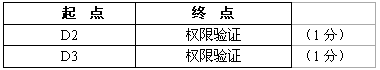 起 点 终 点
D2 权限验证 （1分）
D3 权限验证 （1分）